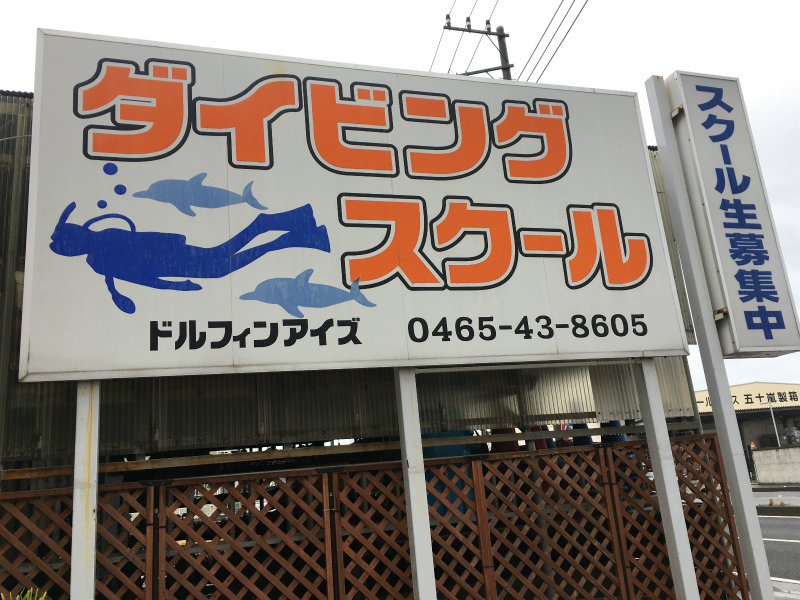 ダイビング
スクール
ドルフィンアイズ 0465-43-8605
スクール生募集中
五十嵐製箱